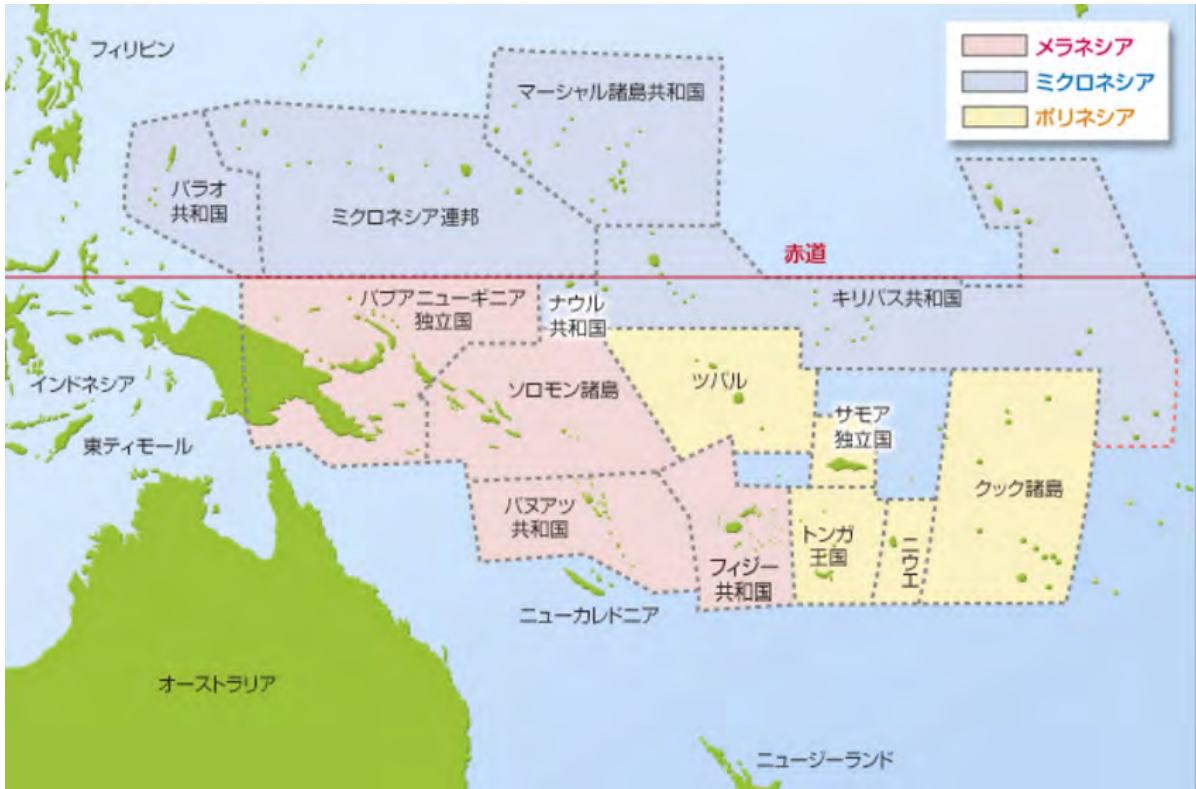 フィリピン
メラネシア
ミクロネシア
ポリネシア
マーシャル諸島共和国
パラオ
共和国
ミクロネシア連邦
赤道
パプアニューギニア
独立国
ナウル
共和国
キリバス共和国
インドネシア
ソロモン諸島
ツバル
サモア
独立国
東ティモール
クック諸島
バヌアツ
共和国
トンガ
王国
ニウエ
フィジー
共和国
ニューカレドニア
オーストラリア
ニュージーランド